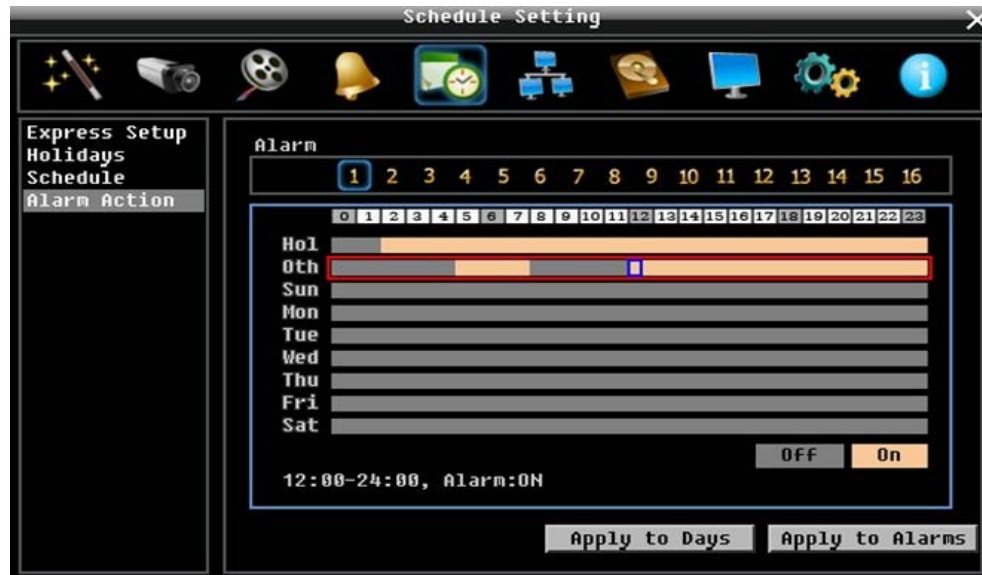 Schedule Setting
Express Setup
Holidays
Schedule
Alarm Action
Alarm
1 2 3 4 5 6 7 8 9 10 11 12 13 14 15 16
0 1 2 3 4 5 6 7 8 9 10 11 12 13 14 15 16 17 18 19 20 21 22 23
Hol
Oth
Sun
Mon
Tue
Wed
Thu
Fri
Sat
Off On
12:00-24:00, Alarm:ON
Apply to Days Apply to Alarms